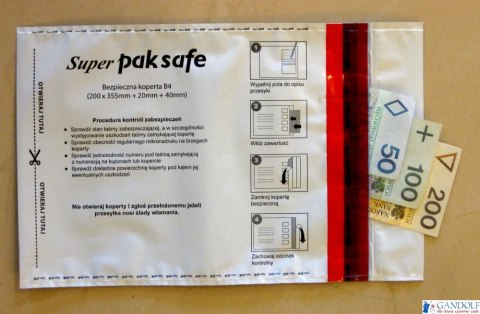 Super pak safe
Bezpieczna koperta B4
(200 x 355mm + 20mm + 40mm)
Procedura kontroli zabezpieczeń
• Sprawdź stan taśmy zabezpieczającej, a w szczególności
występowanie uszkodzeń taśmy zamykającej kopertę
• Sprawdź obecność regularnego mikronadruku na brzegach
koperty
• Sprawdź jednorodność numeru pod taśmą zamykającą
z numeracją na kuponach lub kopercie
• Sprawdź dokładnie powierzchnię koperty pod kątem jej
ewentualnych uszkodzeń
Nie otwieraj koperty i zgłoś przełożonemu jeżeli
przesyłka nosi ślady włamania.
OTWIERAJ TUTAJ
OTWIERAJ TUTAJ
1
Wypełnij pole do opisu
przesyłki
2
Włóż zawartość
3
Zamknij kopertę
bezpieczną
4
Zachowaj odcinek
kontrolny
50
100
200
GANDOLF